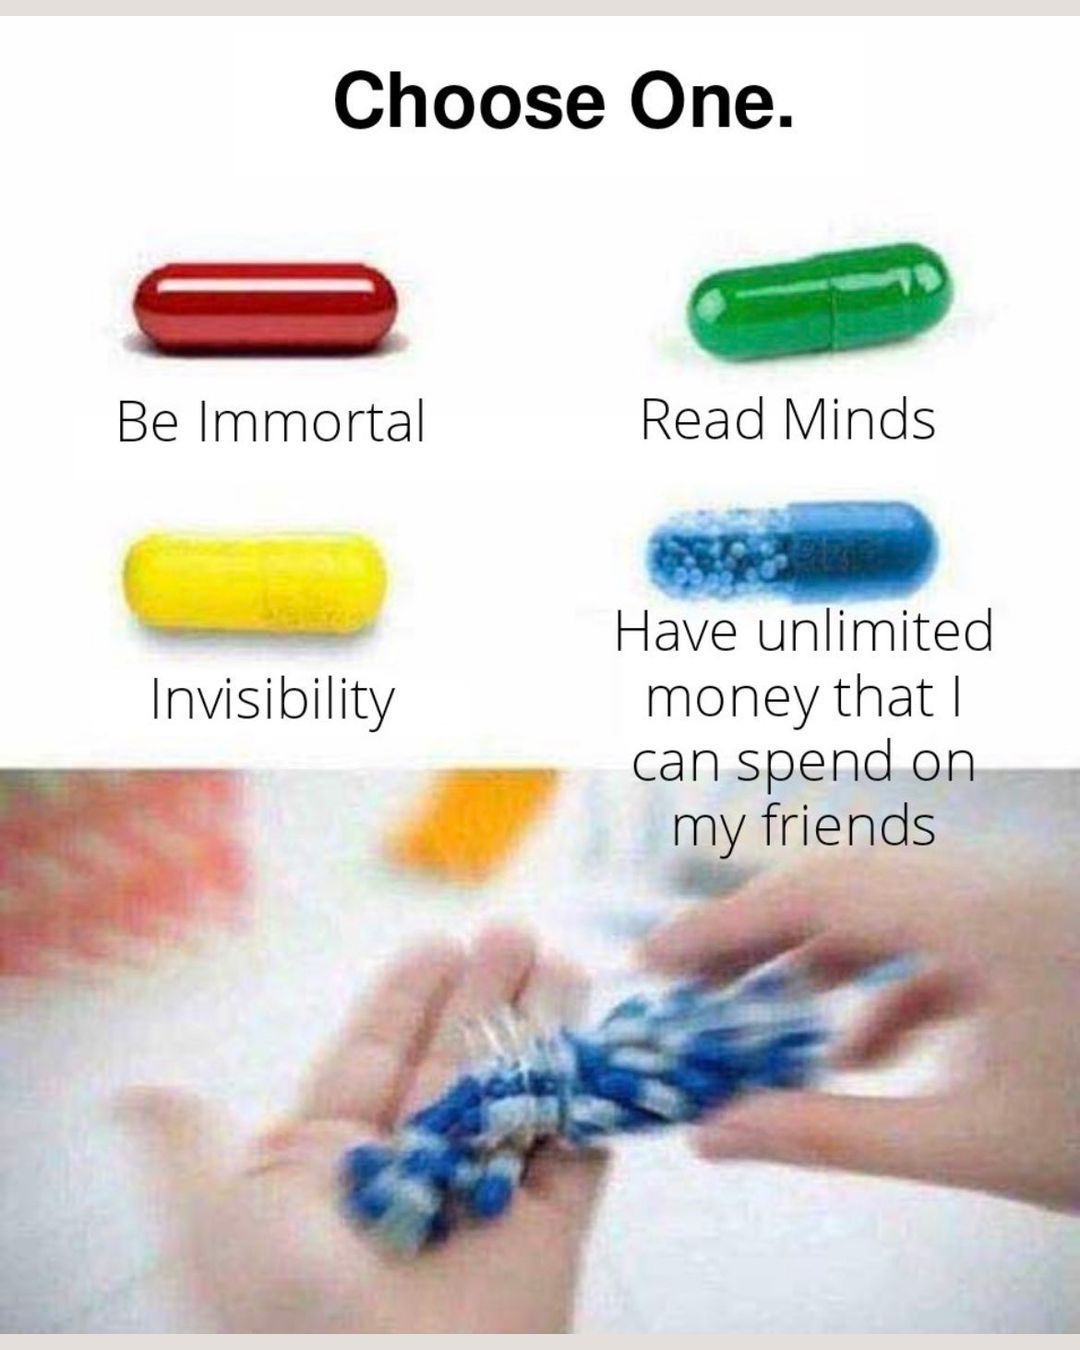 Choose One.
Be Immortal
Read Minds
Invisibility
Have unlimited
money that I
can spend on
my friends